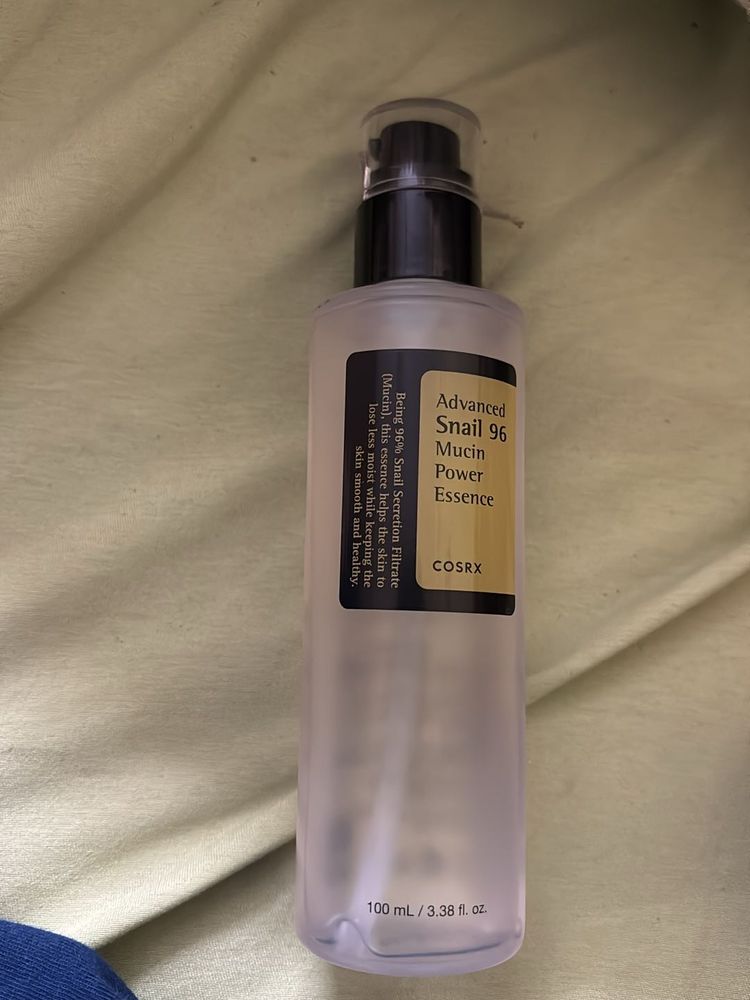 Advanced
Snail 96
Mucin
Power
Essence
COSRX
Being 96% Snail Secretion Filtrate
(Mucin), this essence helps the skin to
lose less moist while keeping the
skin smooth and healthy.
100 mL / 3.38 fl. oz.